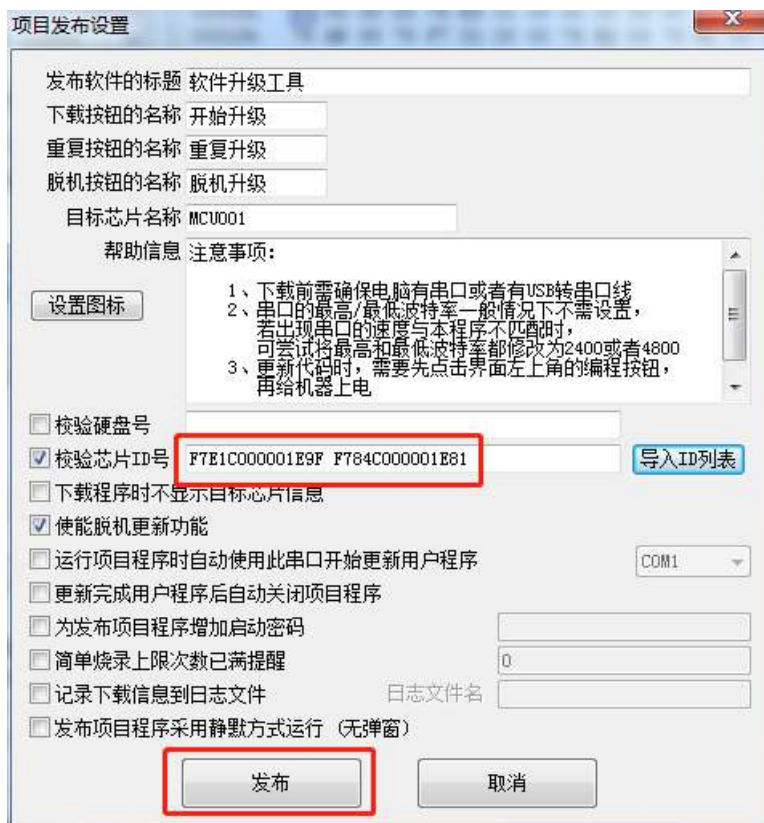 项目发布设置
发布软件的标题 软件升级工具
下载按钮的名称 开始升级
重复按钮的名称 重复升级
脱机按钮的名称 脱机升级
目标芯片名称 MCU001
帮助信息 注意事项:
1、下载前需确保电脑有串口或者有USB转串口线
设置图标
2、串口的最高/最低波特率一般情况下不需设置，
若出现串口的速度与本程序不匹配时，
可尝试将最高和最低波特率都修改为2400或者4800
3、更新代码时，需要先点击界面左上角的编程按钮，
再给机器上电
校验硬盘号
校验芯片ID号 F7E1C000001E9F F784C000001E81 导入ID列表
下载程序时不显示目标芯片信息
使能脱机更新功能
运行项目程序时自动使用此串口开始更新用户程序 COM1
更新完成用户程序后自动关闭项目程序
为发布项目程序增加启动密码
简单烧录上限次数已满提醒 0
记录下载信息到日志文件 日志文件名
发布项目程序采用静默方式运行 (无弹窗)
发布 取消